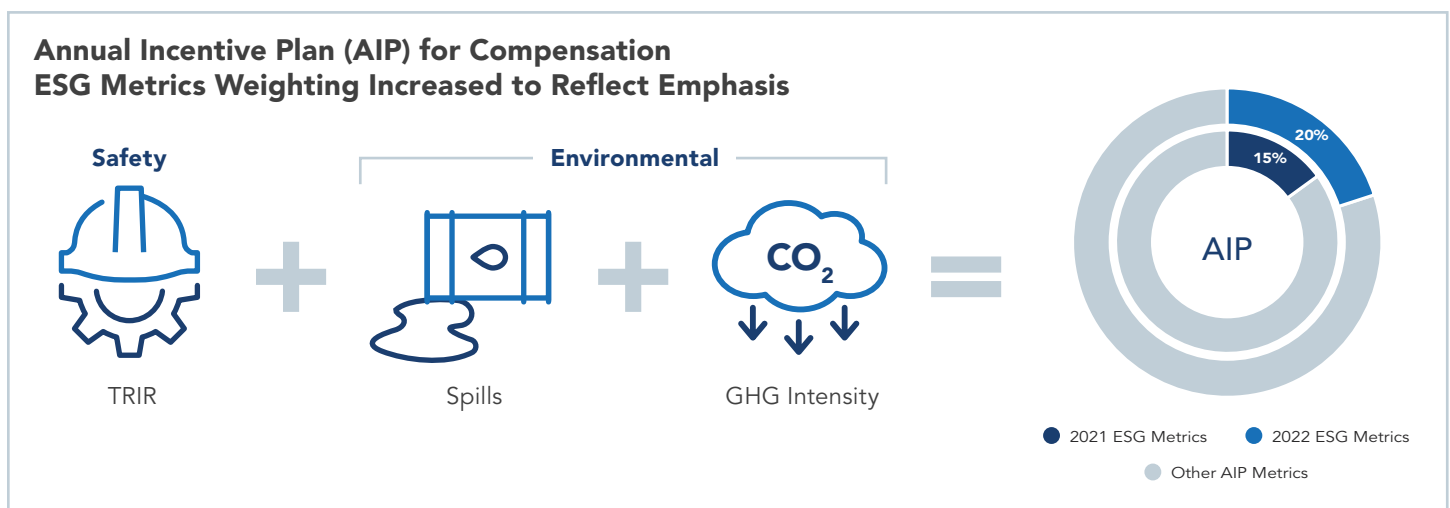 Annual Incentive Plan (AIP) for Compensation
ESG Metrics Weighting Increased to Reflect Emphasis
Safety
Environmental
CO2
TRIR
Spills
GHG Intensity
20%
15%
AIP
2021 ESG Metrics
2022 ESG Metrics
Other AIP Metrics